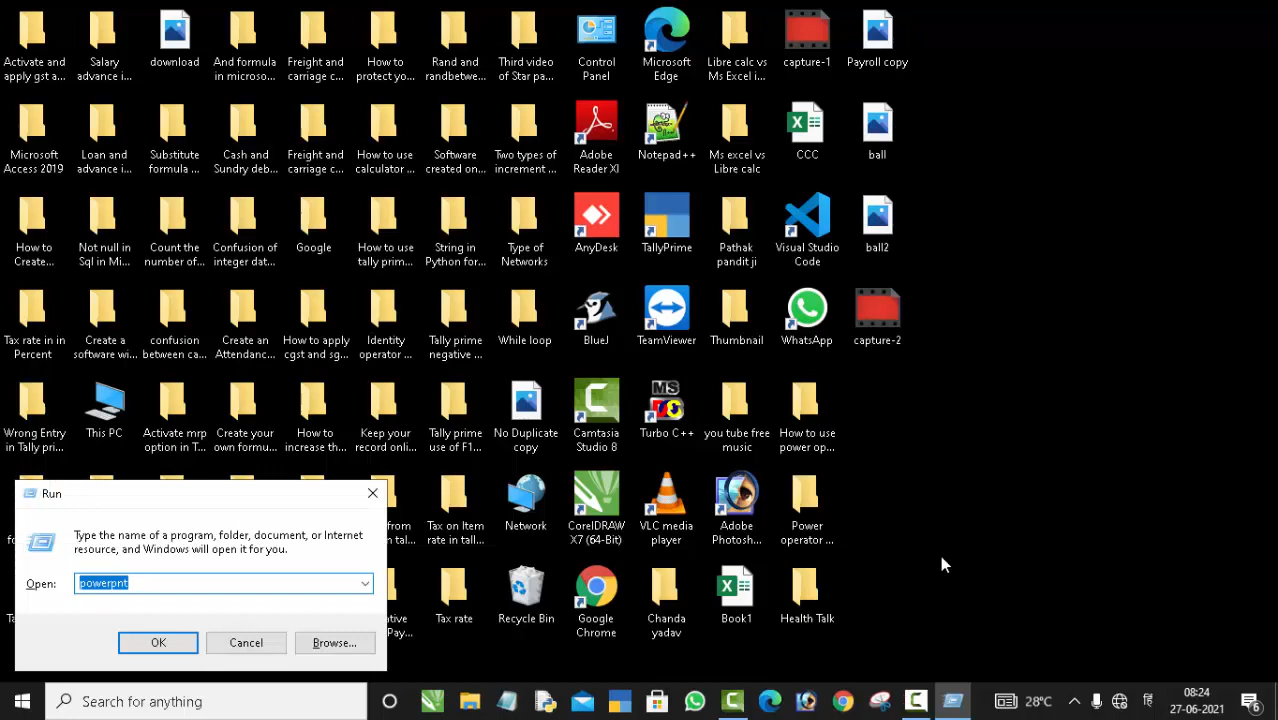 Activate and
apply gst a...
Salary
advance i...
download
And formula
in microso...
Freight and
carriage c...
How to
protect yo...
Rand and
randbetwe...
Third video
of Star pa...
Control
Panel
Microsoft
Edge
Libre calc vs
Ms Excel i...
capture-1
Payroll copy
Microsoft
Access 2019
Loan and
advance i...
Substitute
formula ...
Cash and
Sundry deb...
Freight and
carriage c...
How to use
calculator ...
Software
created on...
Two types of
increment ...
Adobe
Reader XI
Notepad++
Ms excel vs
Libre calc
CCC
ball
How to
Create...
Not null in
Sql in Mi...
Count the
number of...
Confusion of
integer dat...
Google
How to use
tally prim...
String in
Python for...
Type of
Networks
AnyDesk
TallyPrime
Pathak
pandit ji
Visual Studio
Code
ball2
Tax rate in in
Percent
Create a
software wi...
confusion
between ca...
Create an
Attendanc...
How to apply
cgst and sg...
Identity
operator ...
Tally prime
negative ...
While loop
BlueJ
TeamViewer
Thumbnail
WhatsApp
capture-2
Wrong Entry
in Tally pri...
This PC
Activate mrp
option in T...
Create your
own formu...
How to
increase th...
Keep your
record onli...
Tally prime
use of F1...
No Duplicate
copy
Camtasia
Studio 8
MS
Turbo C++
you tube free
music
How to use
power op...
from
Tax on Item
rate in tall...
Network
CorelDRAW
X7 (64-Bit)
VLC media
player
Adobe
Photosh...
Power
operator ...
Tax rate
Recycle Bin
Google
Chrome
Chanda
yadav
Book1
Health Talk
Run
Type the name of a program, folder, document, or Internet
resource, and Windows will open it for you.
Open:
powerpnt
OK
Cancel
Browse...
Search for anything
28°C
08:24
27-06-2021
6